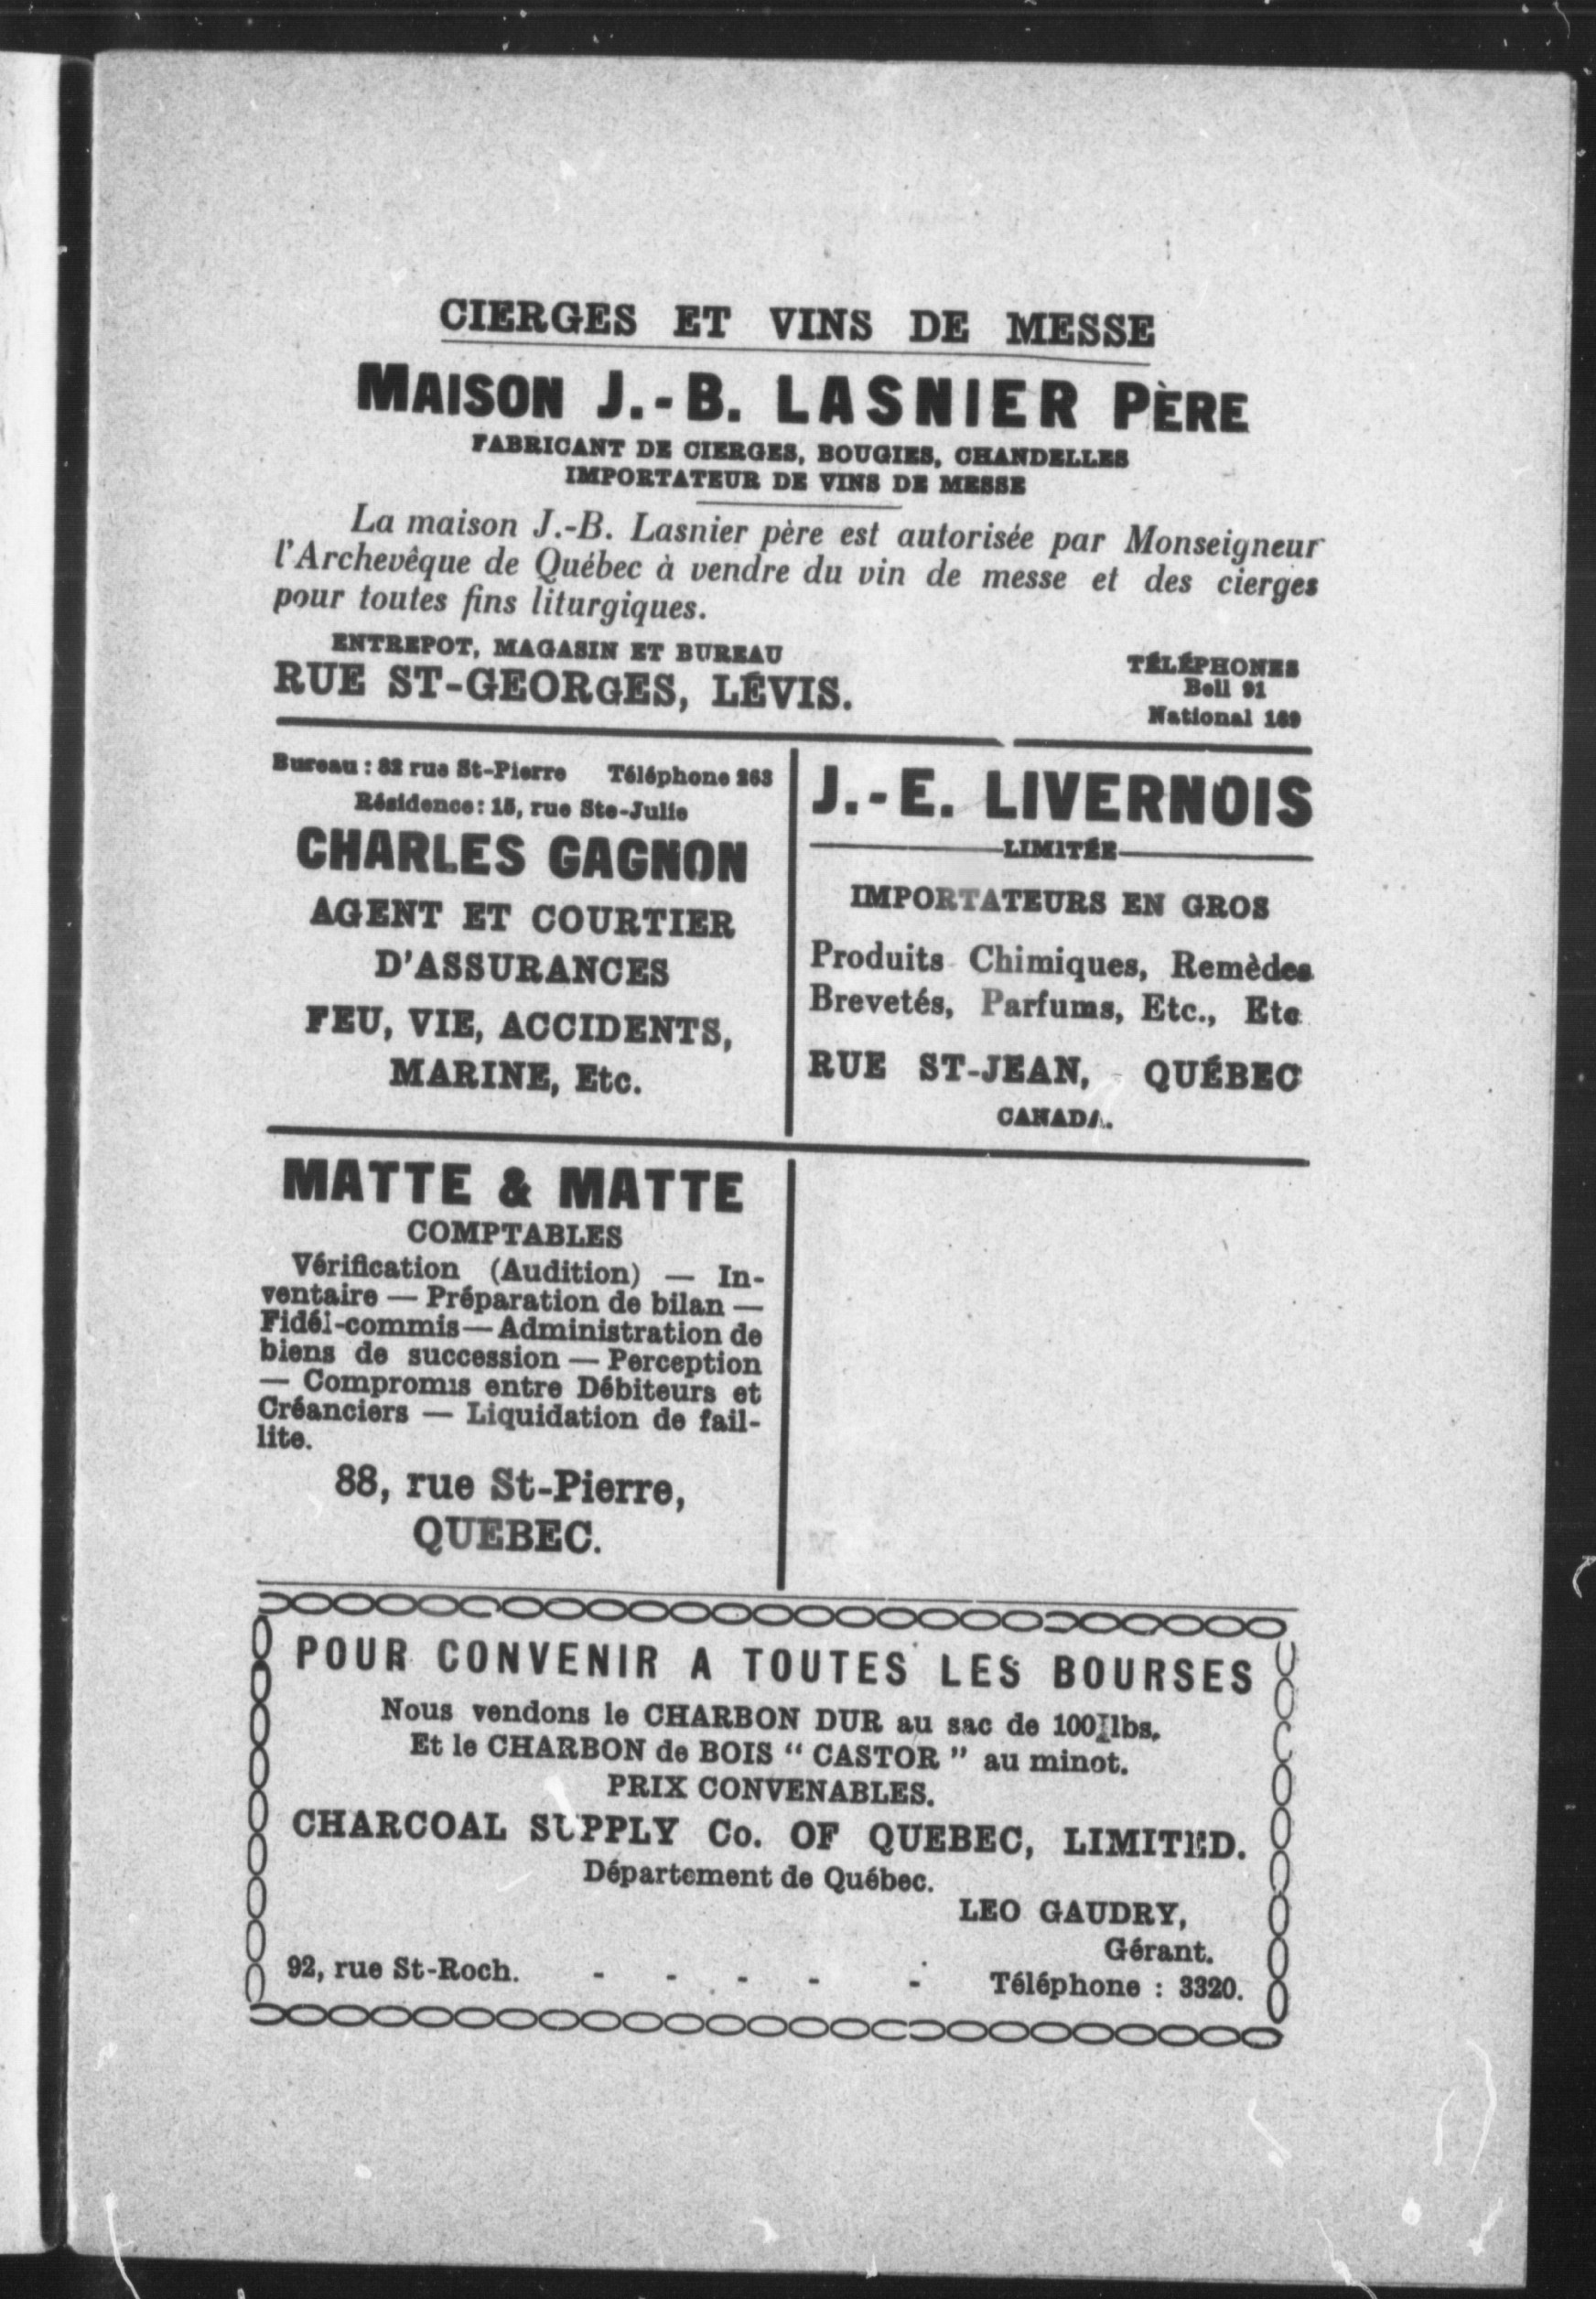 CIERGES ET VINS DE MESSE
MAISON J.-B. LASNIER PÈRE
FABRICANT DE CIERGES, BOUGIES, CHANDELLES
IMPORTATEUR DE VINS DE MESSE
La maison J.-B. Lasnier père est autorisée par Monseigneur
l'Archevêque de Québec à vendre du vin de messe et des cierges
pour toutes fins liturgiques.
ENTREPOT, MAGASIN ET BUREAU
RUE ST-GEORGES, LÉVIS.
TÉLÉPHONES
Bell 91
National 169
Bureau : 82 rue St-Pierre Téléphone 263
Résidence : 15, rue Ste-Julie
CHARLES GAGNON
AGENT ET COURTIER
D'ASSURANCES
FEU, VIE, ACCIDENTS,
MARINE, Etc.
J.-E. LIVERNOIS
LIMITÉE
IMPORTATEURS EN GROS
Produits Chimiques, Remèdes
Brevetés, Parfums, Etc., Etc
RUE ST-JEAN, QUÉBEC
CANADA.
MATTE & MATTE
COMPTABLES
Vérification (Audition) — In-
ventaire — Préparation de bilan —
Fidéi-commis — Administration de
biens de succession — Perception
— Compromis entre Débiteurs et
Créanciers — Liquidation de fail-
lite.
88, rue St-Pierre,
QUEBEC.
POUR CONVENIR A TOUTES LES BOURSES
Nous vendons le CHARBON DUR au sac de 100 lbs.
Et le CHARBON de BOIS “ CASTOR ” au minot.
PRIX CONVENABLES.
CHARCOAL SUPPLY Co. OF QUEBEC, LIMITED.
Département de Québec.
LEO GAUDRY,
Gérant.
92, rue St-Roch. - - - - - Téléphone : 3320.